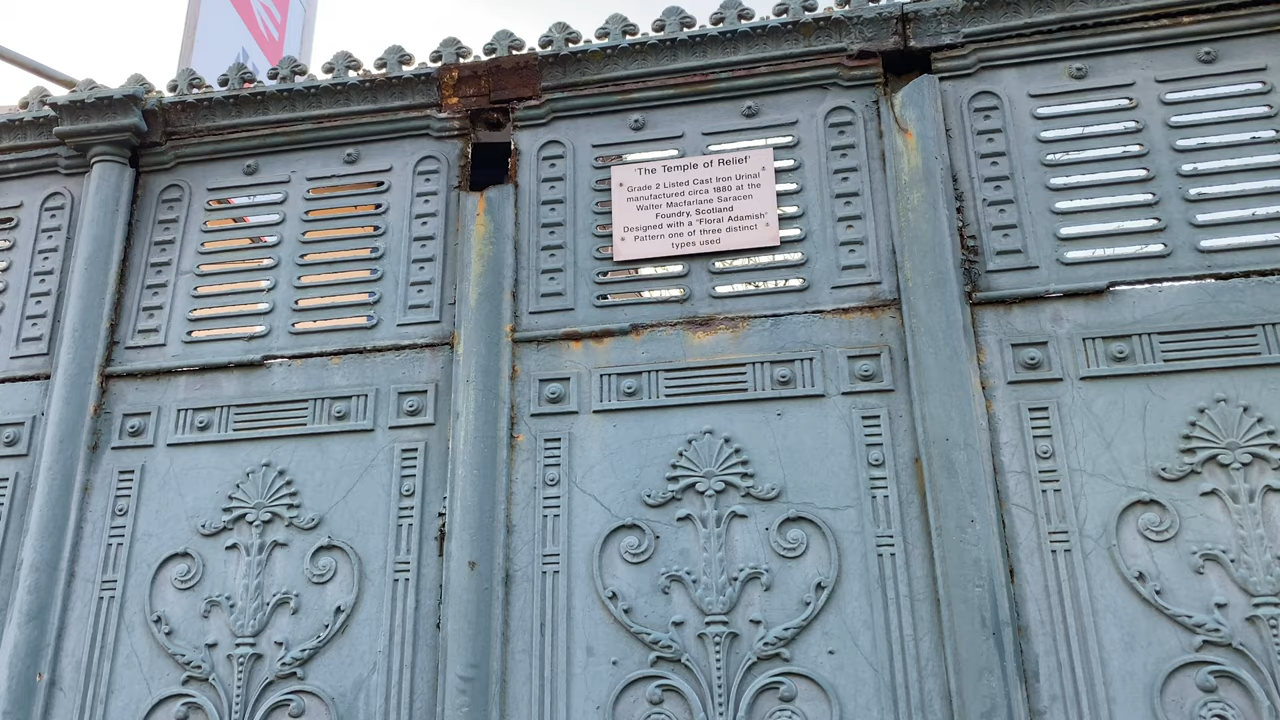 'The Temple of Relief'
Grade 2 Listed Cast Iron Urinal
manufactured circa 1880 at the
Walter Macfarlane Saracen
Foundry, Scotland
Designed with a "Floral Adamish"
Pattern one of three distinct
types used